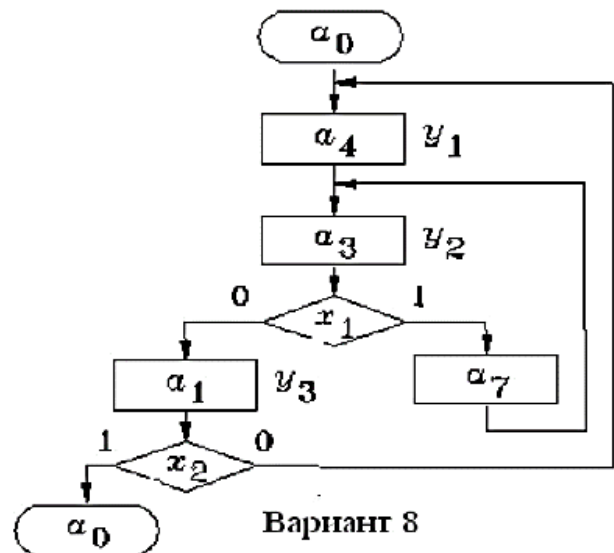 a₀
a₄ y₁
a₃ y₂
0 x₁ 1
a₁ y₃ a₇
1 x₂ 0
a₀ Вариант 8